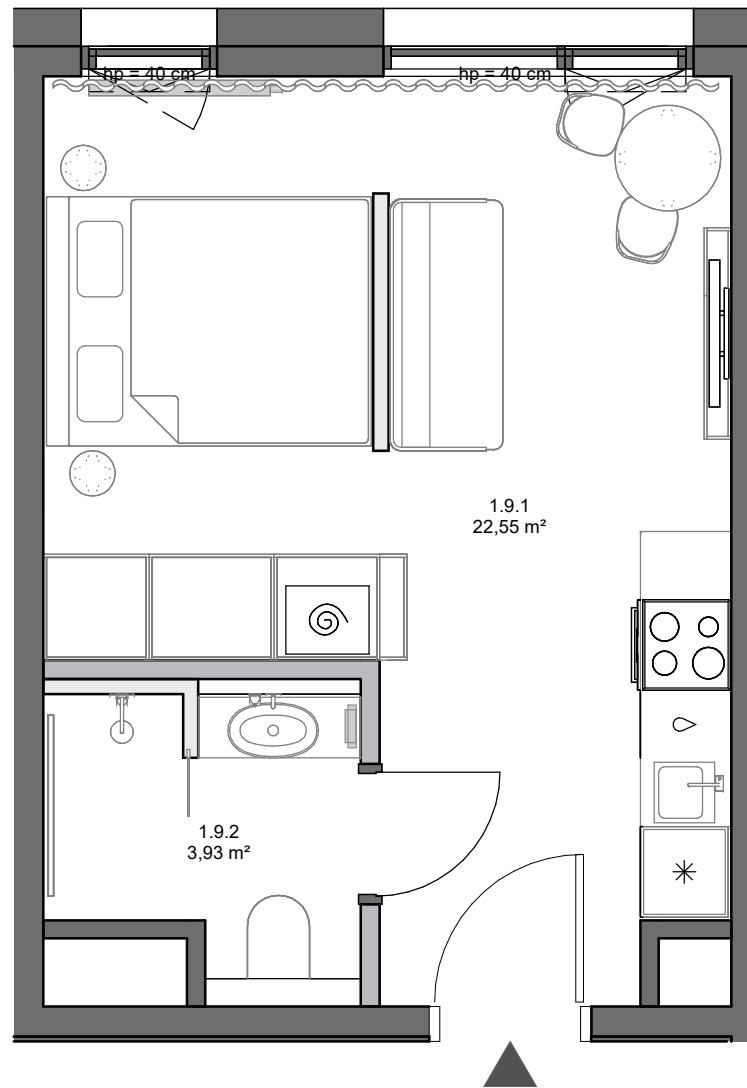 hp = 40 cm
hp = 40 cm
1.9.1
22,55 m²
1.9.2
3,93 m²